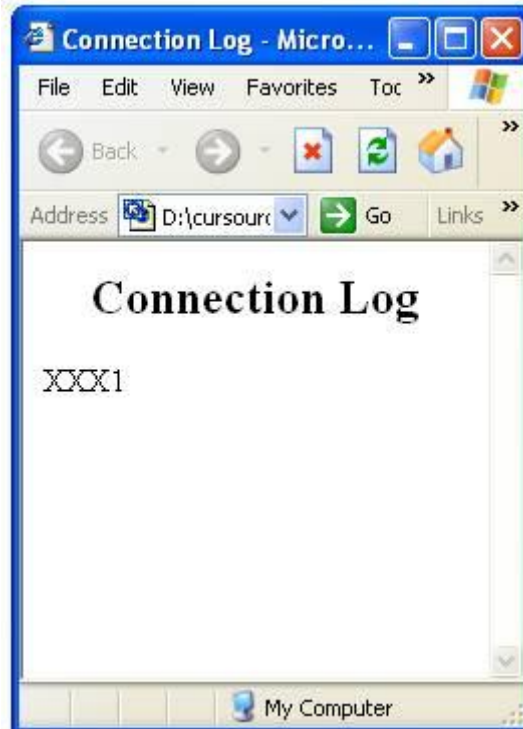 Connection Log - Micro...
File Edit View Favorites Toc »
Back »
Address D:\cursourc Go Links »
Connection Log
XXX1
My Computer